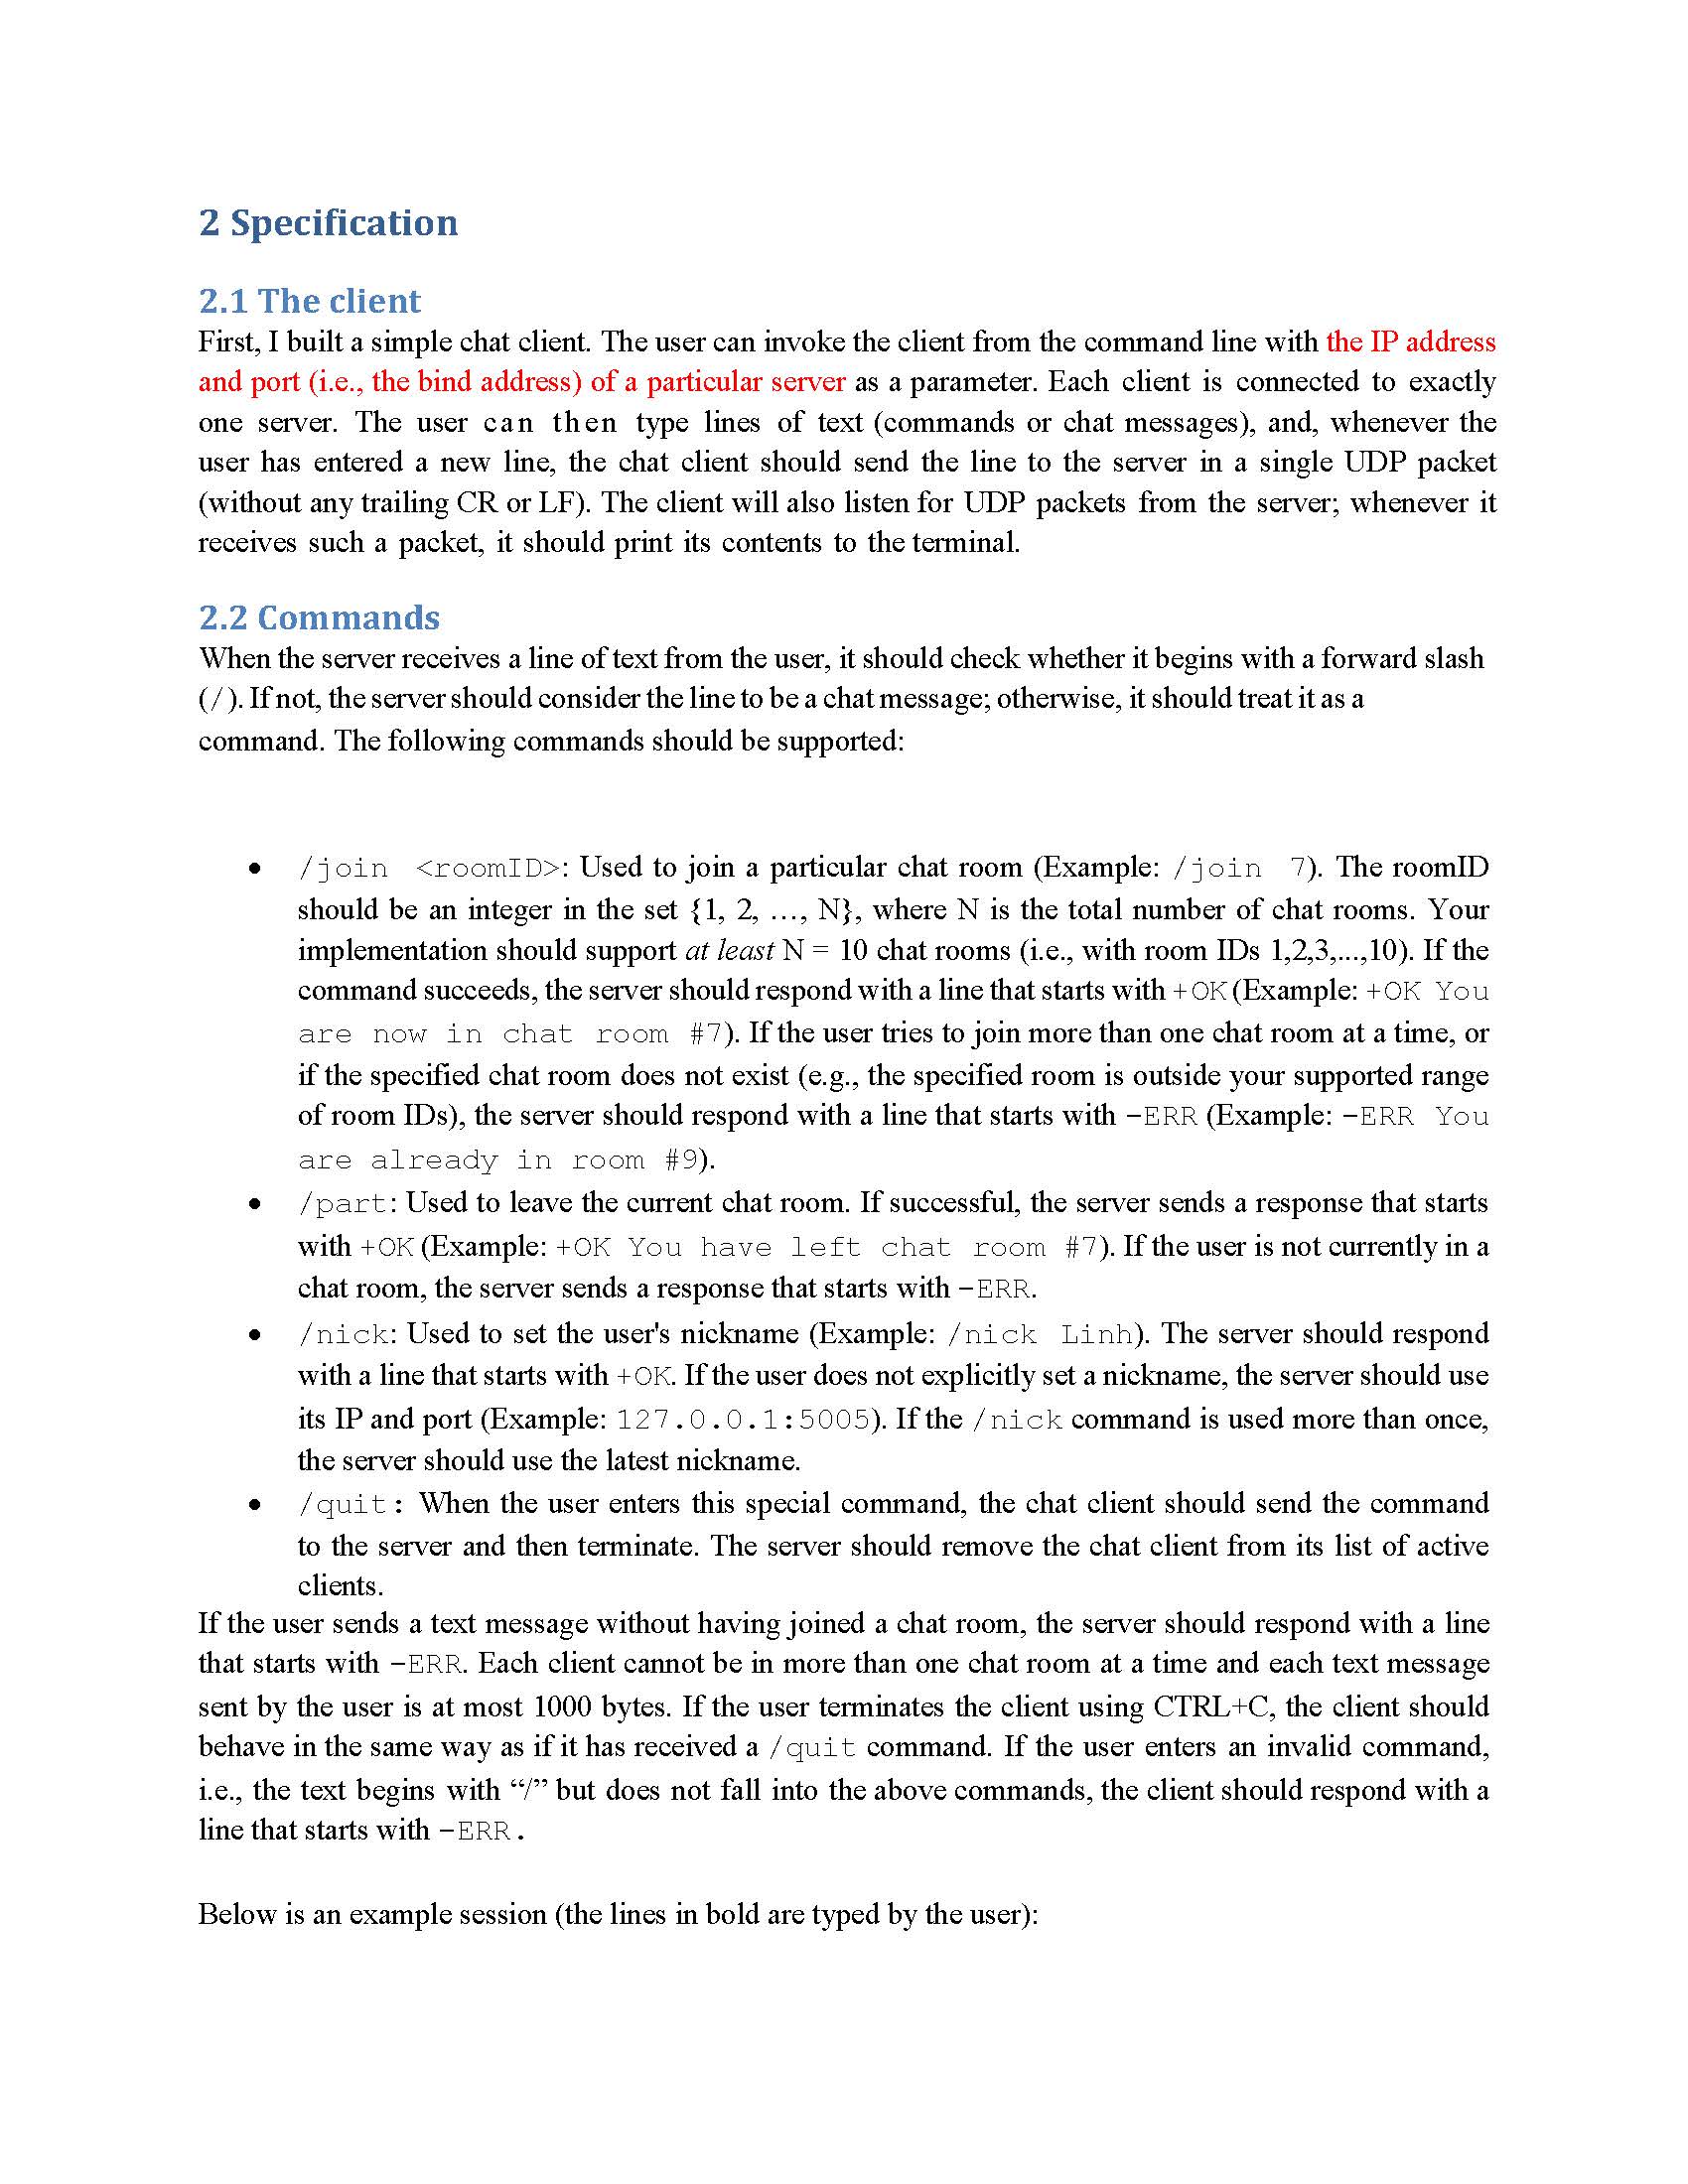 2 Specification
2.1 The client
First, I built a simple chat client. The user can invoke the client from the command line with the IP address
and port (i.e., the bind address) of a particular server as a parameter. Each client is connected to exactly
one server. The user can then type lines of text (commands or chat messages), and, whenever the
user has entered a new line, the chat client should send the line to the server in a single UDP packet
(without any trailing CR or LF). The client will also listen for UDP packets from the server; whenever it
receives such a packet, it should print its contents to the terminal.
2.2 Commands
When the server receives a line of text from the user, it should check whether it begins with a forward slash
(/). If not, the server should consider the line to be a chat message; otherwise, it should treat it as a
command. The following commands should be supported:
• /join <roomID>: Used to join a particular chat room (Example: /join 7). The roomID
should be an integer in the set {1, 2, …, N}, where N is the total number of chat rooms. Your
implementation should support at least N = 10 chat rooms (i.e., with room IDs 1,2,3,...,10). If the
command succeeds, the server should respond with a line that starts with +OK (Example: +OK You
are now in chat room #7). If the user tries to join more than one chat room at a time, or
if the specified chat room does not exist (e.g., the specified room is outside your supported range
of room IDs), the server should respond with a line that starts with -ERR (Example: -ERR You
are already in room #9).
• /part: Used to leave the current chat room. If successful, the server sends a response that starts
with +OK (Example: +OK You have left chat room #7). If the user is not currently in a
chat room, the server sends a response that starts with -ERR.
• /nick: Used to set the user's nickname (Example: /nick Linh). The server should respond
with a line that starts with +OK. If the user does not explicitly set a nickname, the server should use
its IP and port (Example: 127.0.0.1:5005). If the /nick command is used more than once,
the server should use the latest nickname.
• /quit: When the user enters this special command, the chat client should send the command
to the server and then terminate. The server should remove the chat client from its list of active
clients.
If the user sends a text message without having joined a chat room, the server should respond with a line
that starts with -ERR. Each client cannot be in more than one chat room at a time and each text message
sent by the user is at most 1000 bytes. If the user terminates the client using CTRL+C, the client should
behave in the same way as if it has received a /quit command. If the user enters an invalid command,
i.e., the text begins with “/” but does not fall into the above commands, the client should respond with a
line that starts with -ERR.
Below is an example session (the lines in bold are typed by the user):